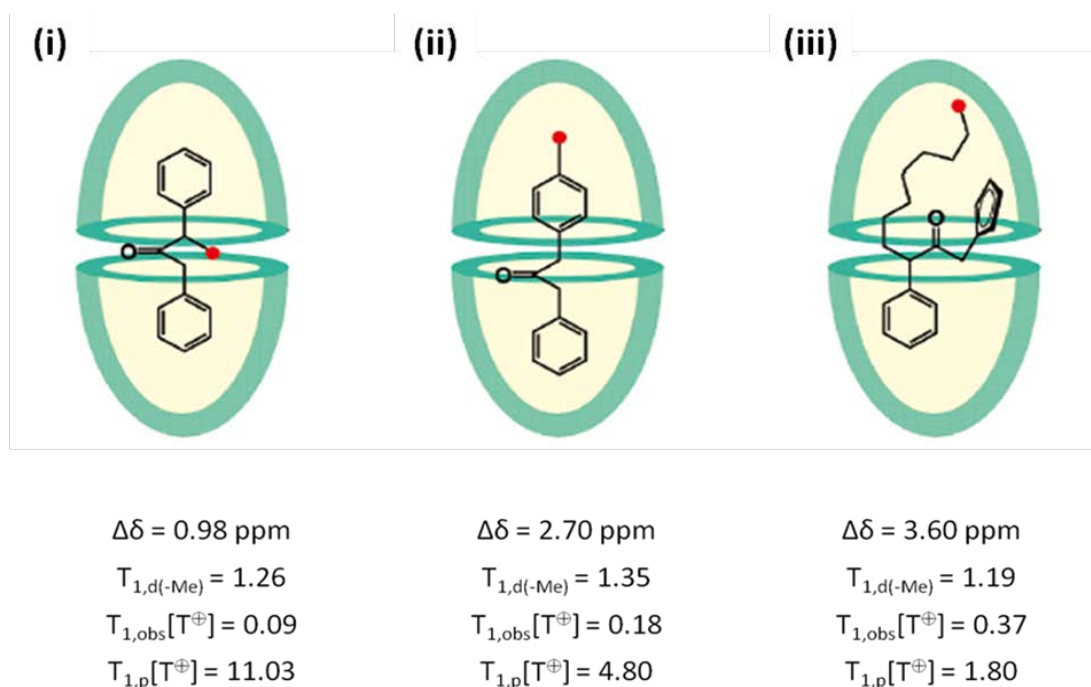 (i) (ii) (iii)
O O O
Δδ = 0.98 ppm
T1,d(-Me) = 1.26
T1,obs[T⊕] = 0.09
T1,p[T⊕] = 11.03
Δδ = 2.70 ppm
T1,d(-Me) = 1.35
T1,obs[T⊕] = 0.18
T1,p[T⊕] = 4.80
Δδ = 3.60 ppm
T1,d(-Me) = 1.19
T1,obs[T⊕] = 0.37
T1,p[T⊕] = 1.80